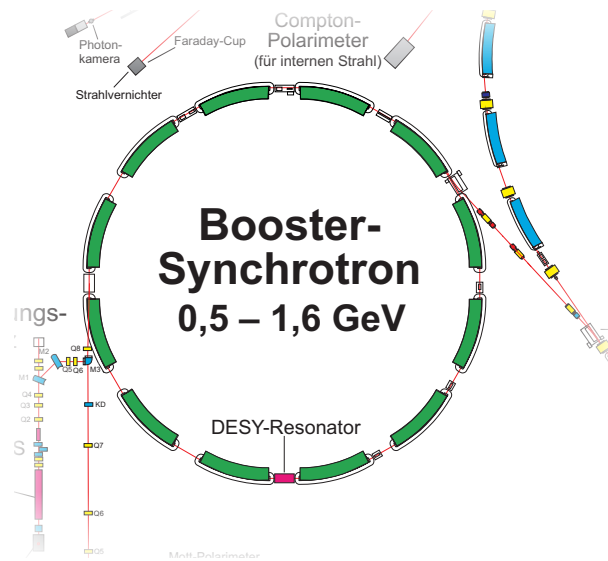 Compton-
Polarimeter
(für internen Strahl)
Photon-
kamera
Faraday-Cup
Strahlvernichter
Booster-
Synchrotron
0,5 – 1,6 GeV
ngs-
M2
Q8
Q5
Q6
M3
M1
Q4
Q3
KD
Q2
DESY-Resonator
Q7
S
Q6
Q5
Mott-Polarimeter